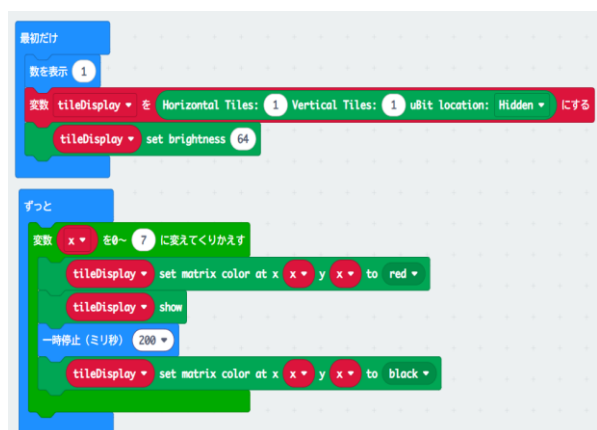 最初だけ
数を表示 1
変数 tileDisplay ▾ を Horizontal Tiles: 1 Vertical Tiles: 1 uBit location: Hidden ▾ にする
tileDisplay ▾ set brightness 64
ずっと
変数 x ▾ を0~ 7 に変えてくりかえす
tileDisplay ▾ set matrix color at x x ▾ y x ▾ to red ▾
tileDisplay ▾ show
一時停止（ミリ秒） 200 ▾
tileDisplay ▾ set matrix color at x x ▾ y x ▾ to black ▾